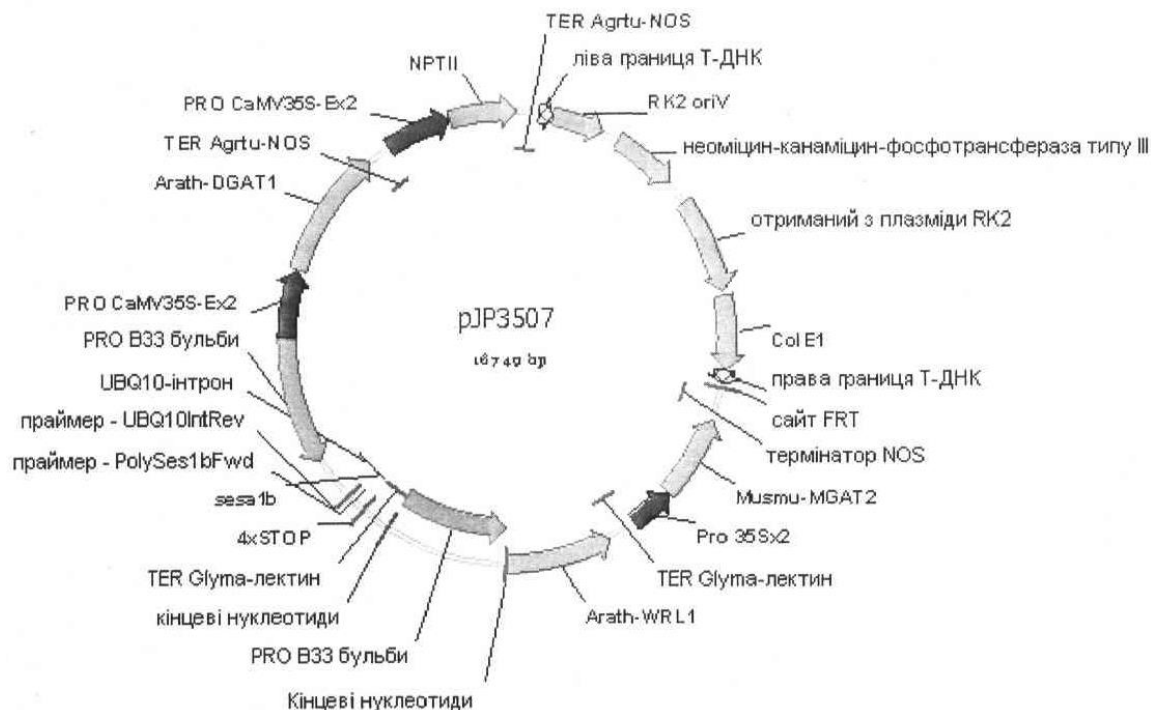 TER Agrtu-NOS
ліва границя Т-ДНК
NPTII
RK2 oriV
PRO CaMV35S-Ex2
TER Agrtu-NOS
неоміцин-канаміцин-фосфотрансфераза типу III
Arath-DGAT1
отриманий з плазміди RK2
PRO CaMV35S-Ex2
pJP3507
16749 bp
PRO B33 бульби
Col E1
UBQ10-інтрон
права границя Т-ДНК
праймер - UBQ10IntRev
сайт FRT
праймер - PolySes1bFwd
термінатор NOS
sesa1b
Musmu-MGAT2
4xSTOP
Pro 35Sx2
TER Glyma-лектин
TER Glyma-лектин
кінцеві нуклеотиди
Arath-WRL1
PRO B33 бульби
Кінцеві нуклеотиди